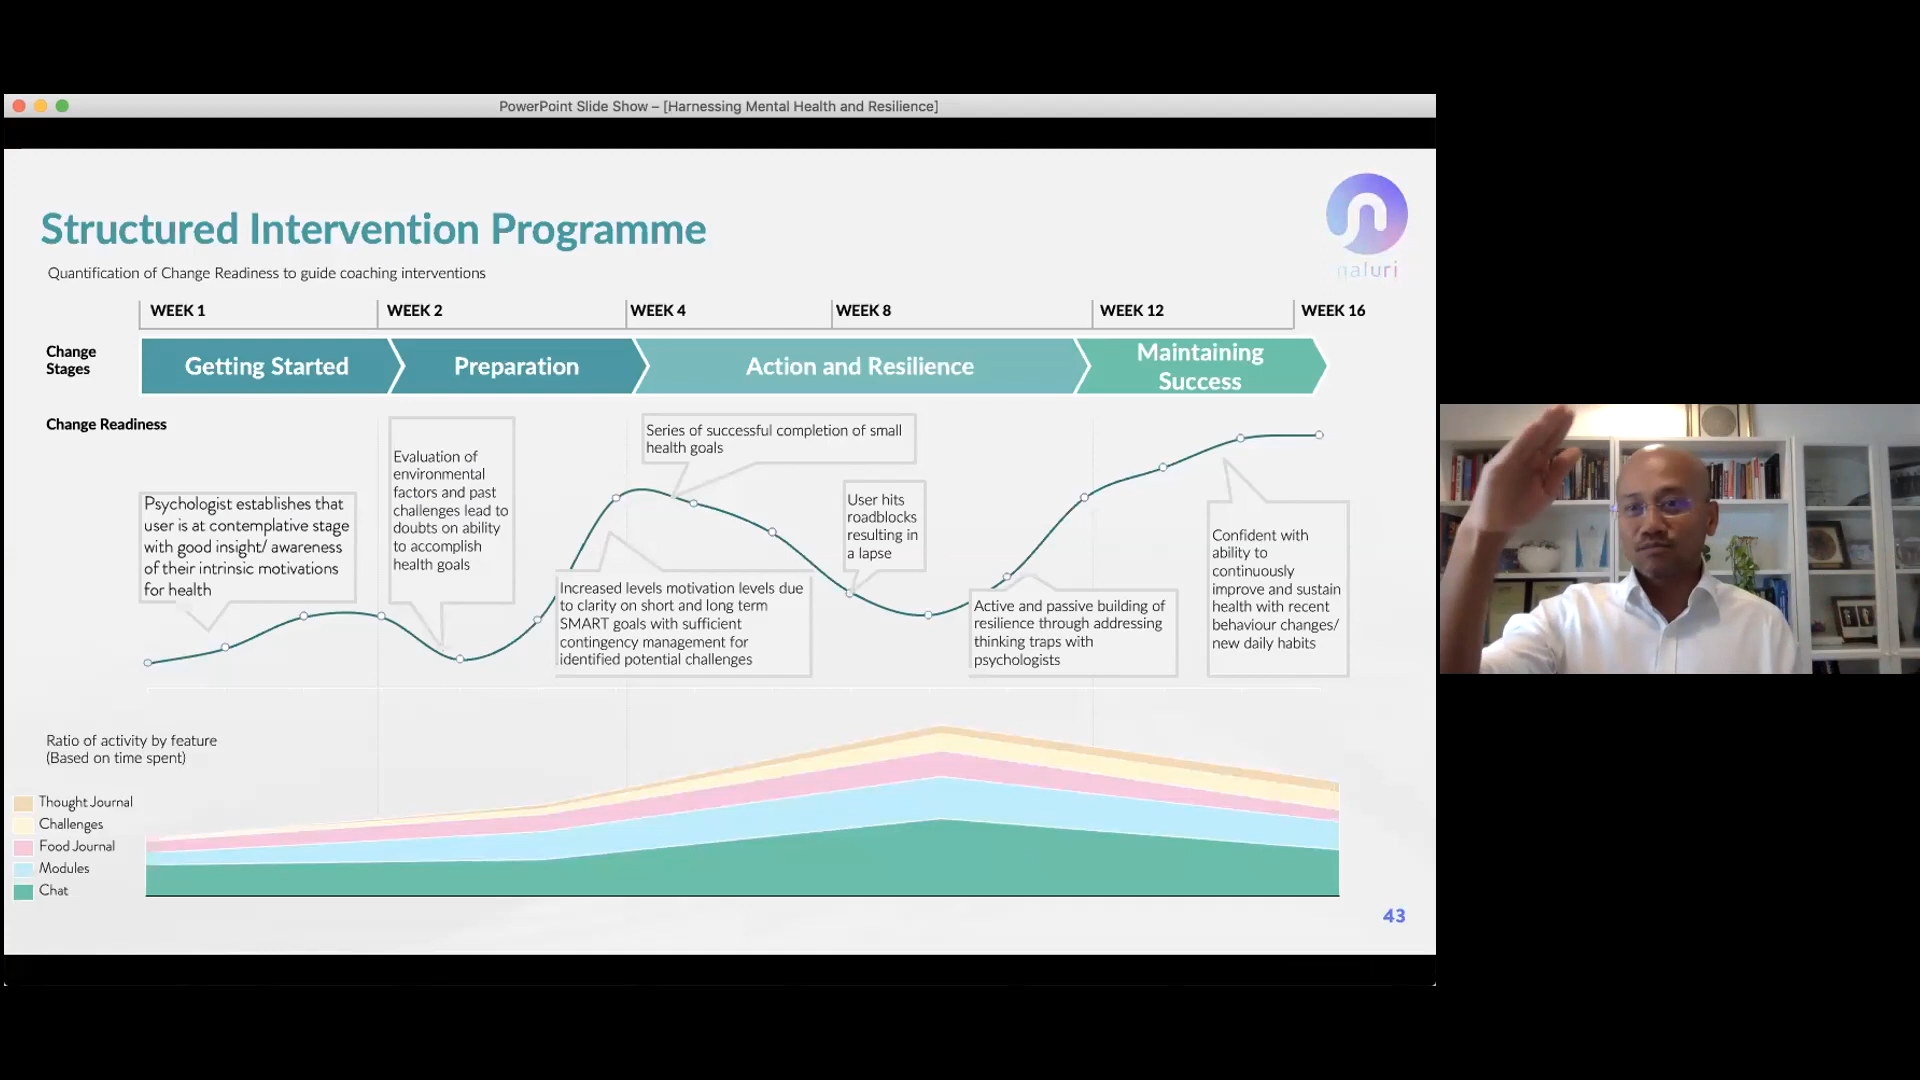 PowerPoint Slide Show – [Harnessing Mental Health and Resilience]
Structured Intervention Programme
naluri
Quantification of Change Readiness to guide coaching interventions
WEEK 1
WEEK 2
WEEK 4
WEEK 8
WEEK 12
WEEK 16
Change
Stages
Getting Started
Preparation
Action and Resilience
Maintaining
Success
Change Readiness
Psychologist establishes that
user is at contemplative stage
with good insight/ awareness
of their intrinsic motivations
for health
Evaluation of
environmental
factors and past
challenges lead to
doubts on ability
to accomplish
health goals
Series of successful completion of small
health goals
Increased levels motivation levels due
to clarity on short and long term
SMART goals with sufficient
contingency management for
identified potential challenges
User hits
roadblocks
resulting in
a lapse
Active and passive building of
resilience through addressing
thinking traps with
psychologists
Confident with
ability to
continuously
improve and sustain
health with recent
behaviour changes/
new daily habits
Ratio of activity by feature
(Based on time spent)
Thought Journal
Challenges
Food Journal
Modules
Chat
43